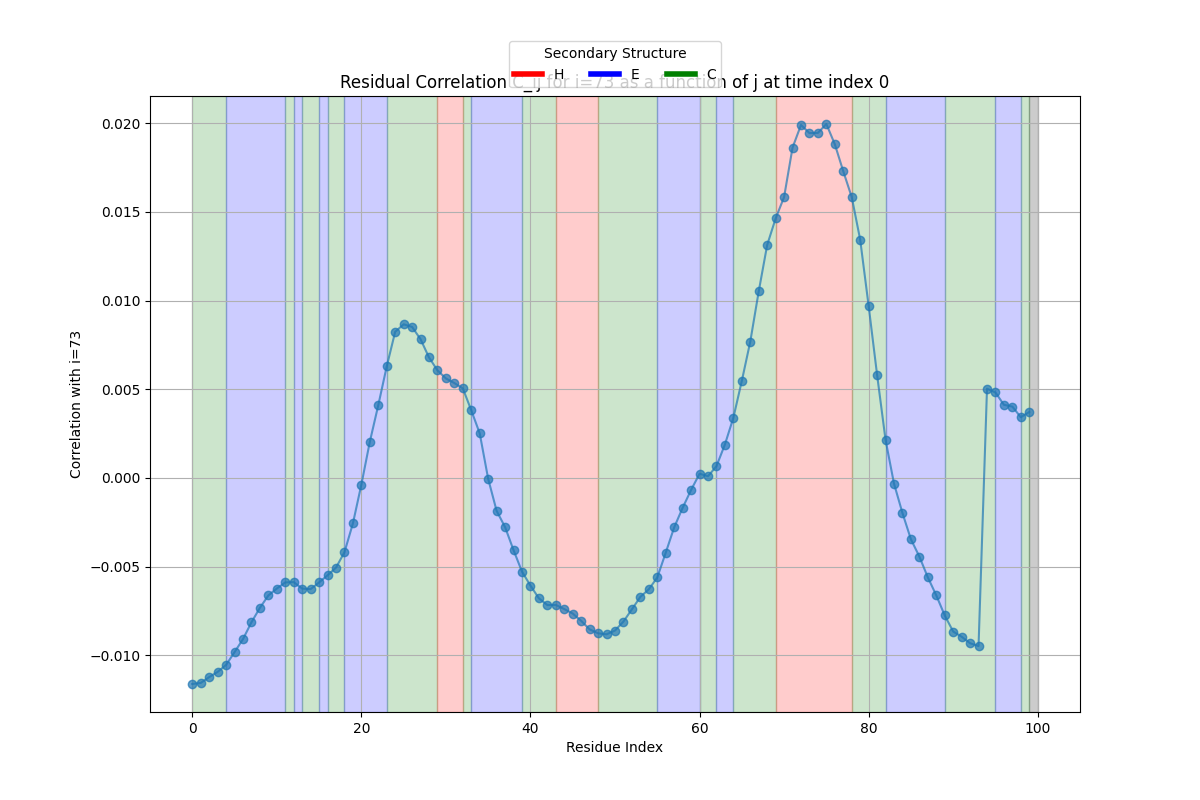 Secondary Structure
H E C
Residual Correlation C_ij for i=73 as a function of j at time index 0
0.020
0.015
0.010
0.005
0.000
−0.005
−0.010
Correlation with i=73
0 20 40 60 80 100
Residue Index